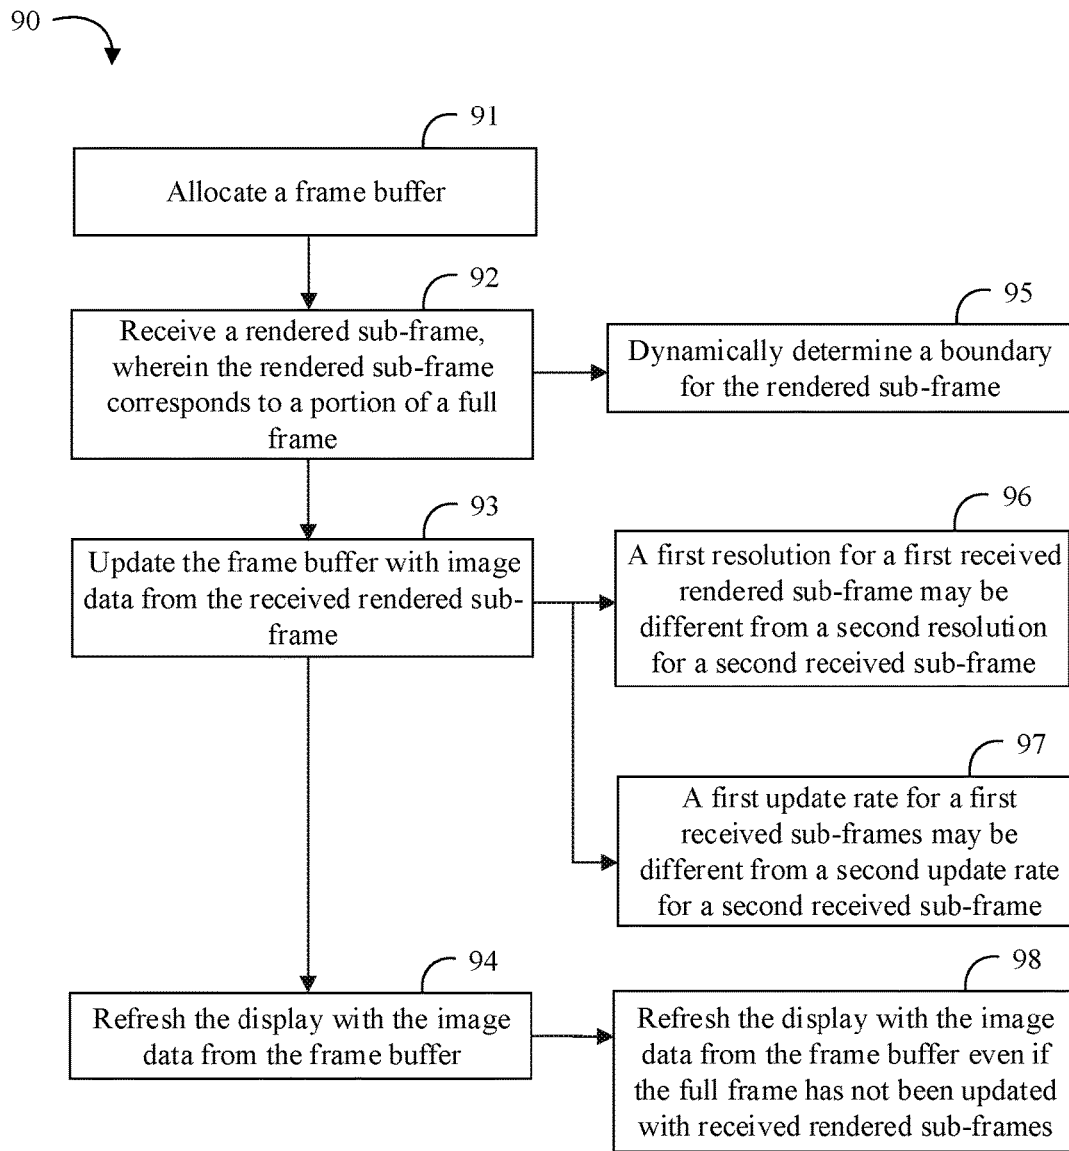 90
91
Allocate a frame buffer
92
Receive a rendered sub-frame,
wherein the rendered sub-frame
corresponds to a portion of a full
frame
95
Dynamically determine a boundary
for the rendered sub-frame
93
Update the frame buffer with image
data from the received rendered sub-
frame
96
A first resolution for a first received
rendered sub-frame may be
different from a second resolution
for a second received sub-frame
97
A first update rate for a first
received sub-frames may be
different from a second update rate
for a second received sub-frame
94
Refresh the display with the image
data from the frame buffer
98
Refresh the display with the image
data from the frame buffer even if
the full frame has not been updated
with received rendered sub-frames